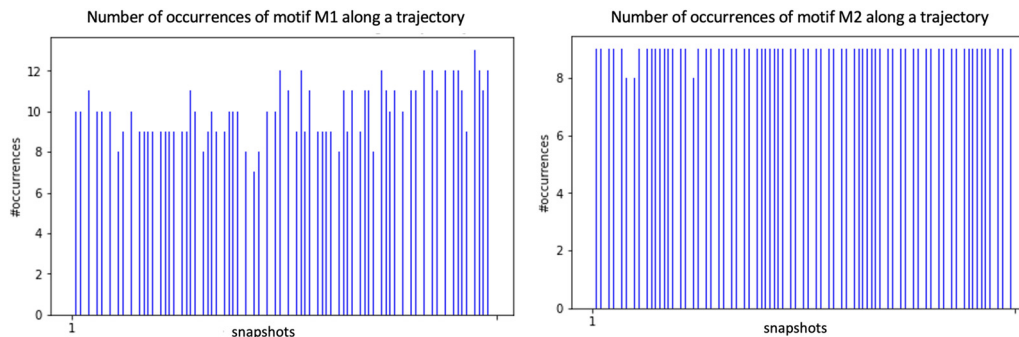 Number of occurrences of motif M1 along a trajectory
12
10
8
6
4
2
0
#occurrences
1
snapshots
Number of occurrences of motif M2 along a trajectory
8
6
4
2
0
#occurrences
1
snapshots